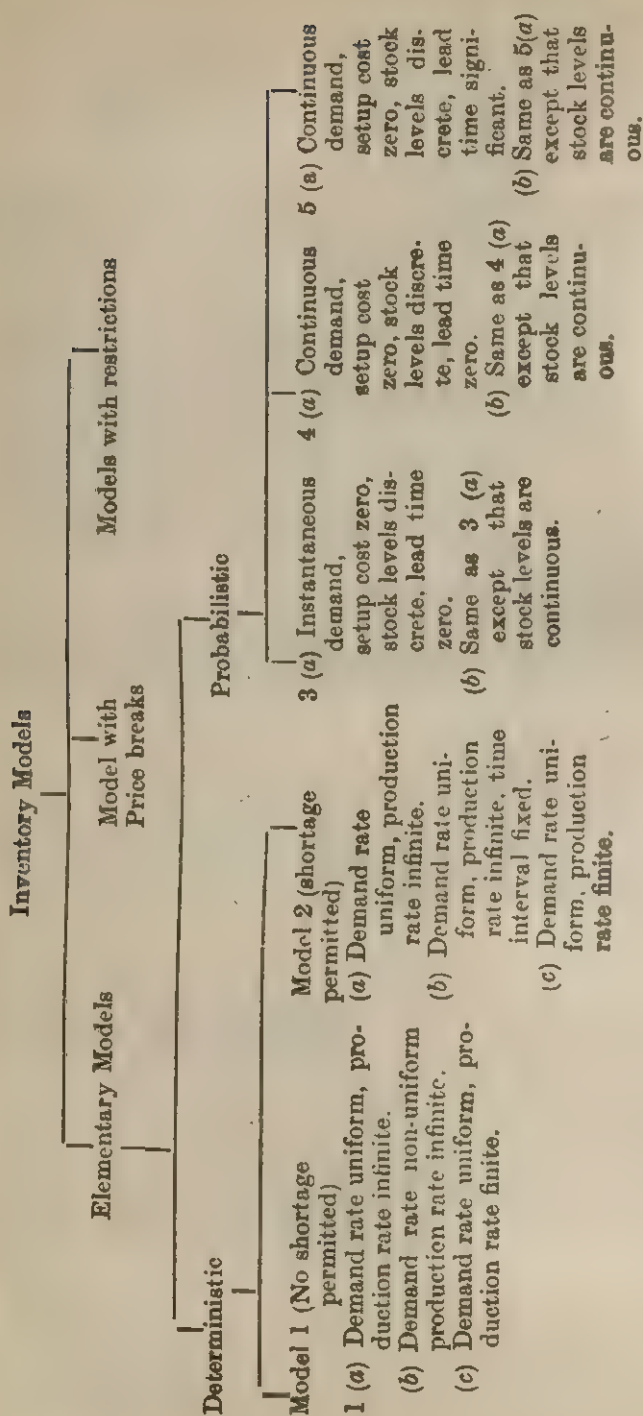 Inventory Models
Elementary Models
Model with
Price breaks
Models with restrictions
Deterministic
Probabilistic
Model 1 (No shortage
permitted)
1 (a) Demand rate uniform, pro-
duction rate infinite.
(b) Demand rate non-uniform
production rate infinite.
(c) Demand rate uniform, pro-
duction rate finite.
Model 2 (shortage
permitted)
(a) Demand rate
uniform, production
rate infinite.
(b) Demand rate uni-
form, production
rate infinite, time
interval fixed.
(c) Demand rate uni-
form, production
rate finite.
3 (a) Instantaneous
demand,
setup cost zero,
stock levels dis-
crete, lead time
zero.
(b) Same as 3 (a)
except that
stock levels are
continuous.
4 (a) Continuous
demand,
setup cost
zero, stock
levels discre-
te, lead time
zero.
(b) Same as 4 (a)
except that
stock levels
are continu-
ous.
5 (a) Continuous
demand,
setup cost
zero, stock
levels dis-
crete, lead
time signi-
ficant.
(b) Same as 5(a)
except that
stock levels
are continu-
ous.